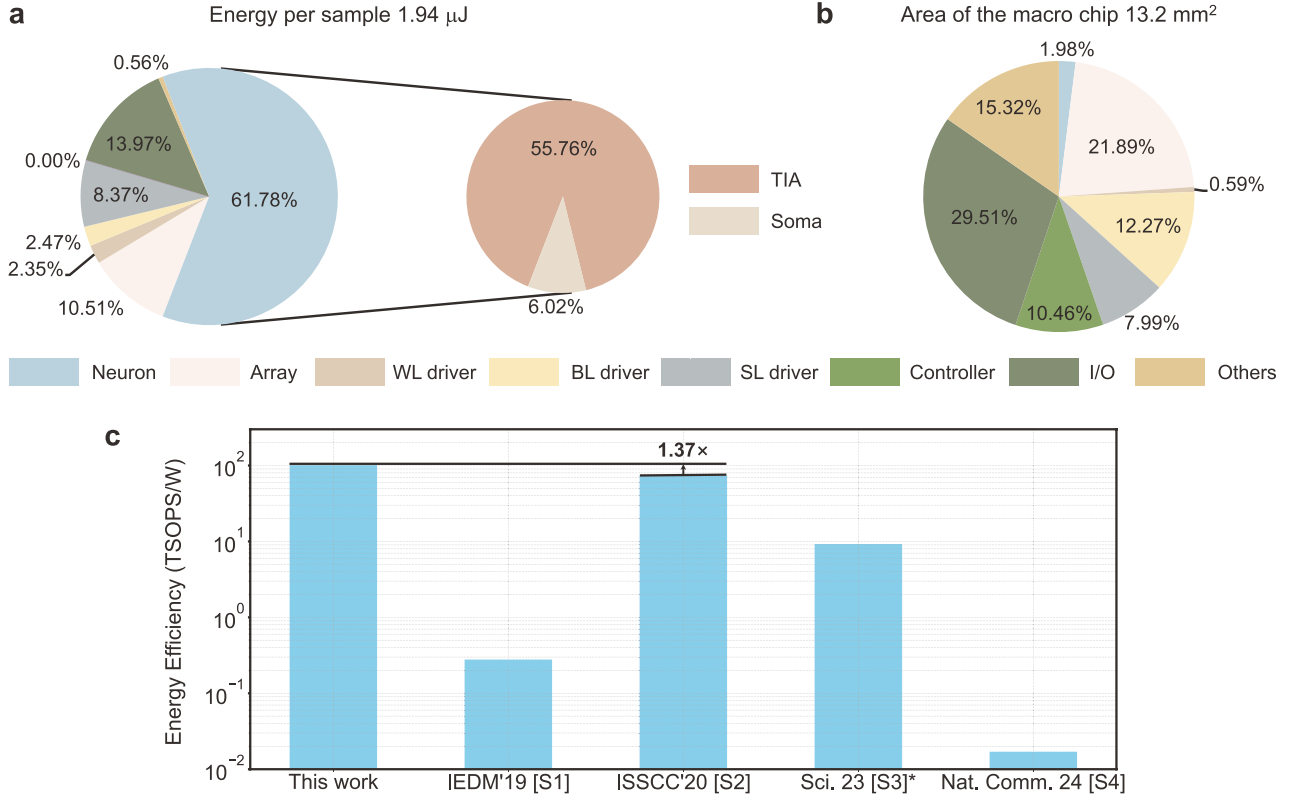 a
Energy per sample 1.94 μJ
0.56%
13.97%
0.00%
8.37%
2.47%
2.35%
10.51%
61.78%
55.76%
6.02%
TIA
Soma
b
Area of the macro chip 13.2 mm²
1.98%
15.32%
21.89%
0.59%
12.27%
29.51%
10.46%
7.99%
Neuron Array WL driver BL driver SL driver Controller I/O Others
c
Energy Efficiency (TSOPS/W)
10²
10¹
10⁰
10⁻¹
10⁻²
1.37×
This work IEDM'19 [S1] ISSCC'20 [S2] Sci. 23 [S3]* Nat. Comm. 24 [S4]